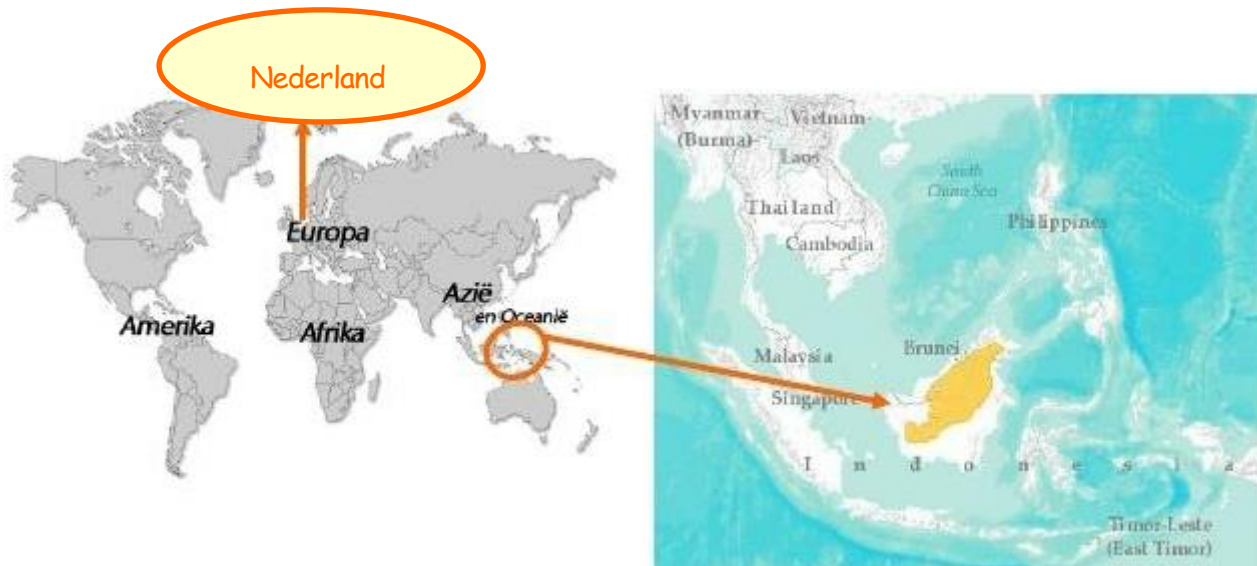 Nederland
Europa
Azië
en Oceanië
Amerika
Afrika
Myanmar
(Burma)
Vietnam
Laos
South
China Sea
Thailand
Philippines
Cambodia
Brunei
Malaysia
Singapore
Indonesia
Timor-Leste
(East Timor)